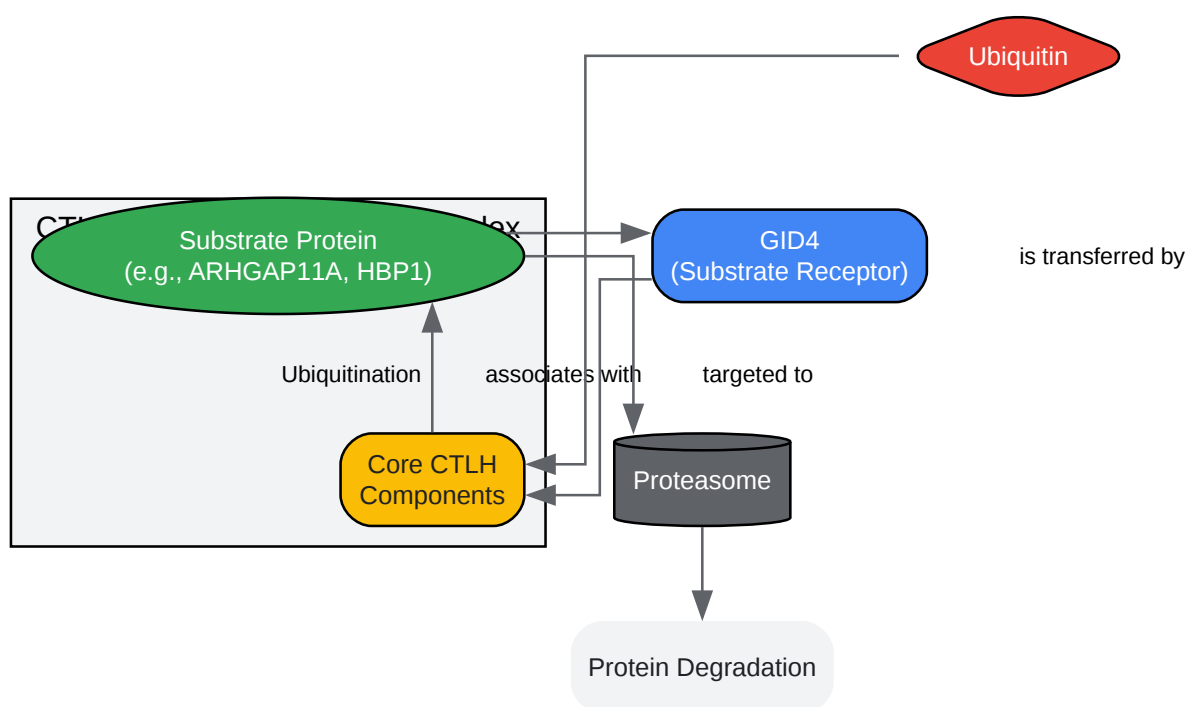 Ubiquitin
Substrate Protein
(e.g., ARHGAP11A, HBP1)
GID4
(Substrate Receptor)
is transferred by
Ubiquitination
associates with
targeted to
Core CTLH
Components
Proteasome
Protein Degradation